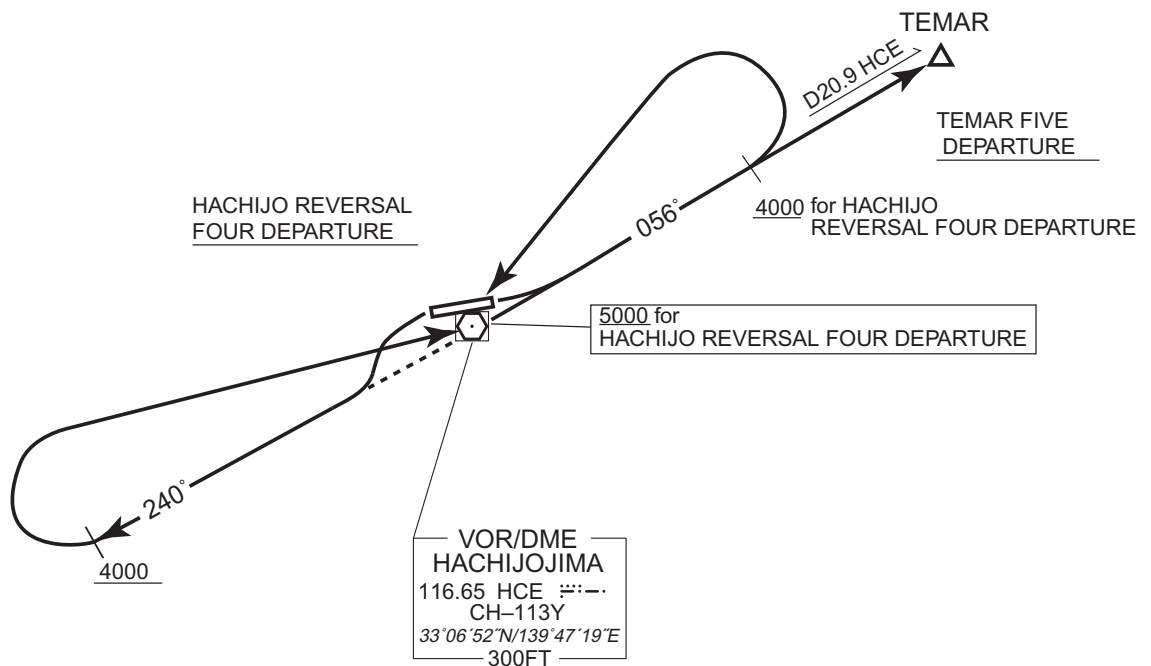 TEMAR
D20.9 HCE
TEMAR FIVE
DEPARTURE
HACHIJO REVERSAL
FOUR DEPARTURE
056°
4000 for HACHIJO
REVERSAL FOUR DEPARTURE
5000 for
HACHIJO REVERSAL FOUR DEPARTURE
240°
4000
VOR/DME
HACHIJOJIMA
116.65 HCE
CH–113Y
33°06´52˝N/139°47´19˝E
300FT